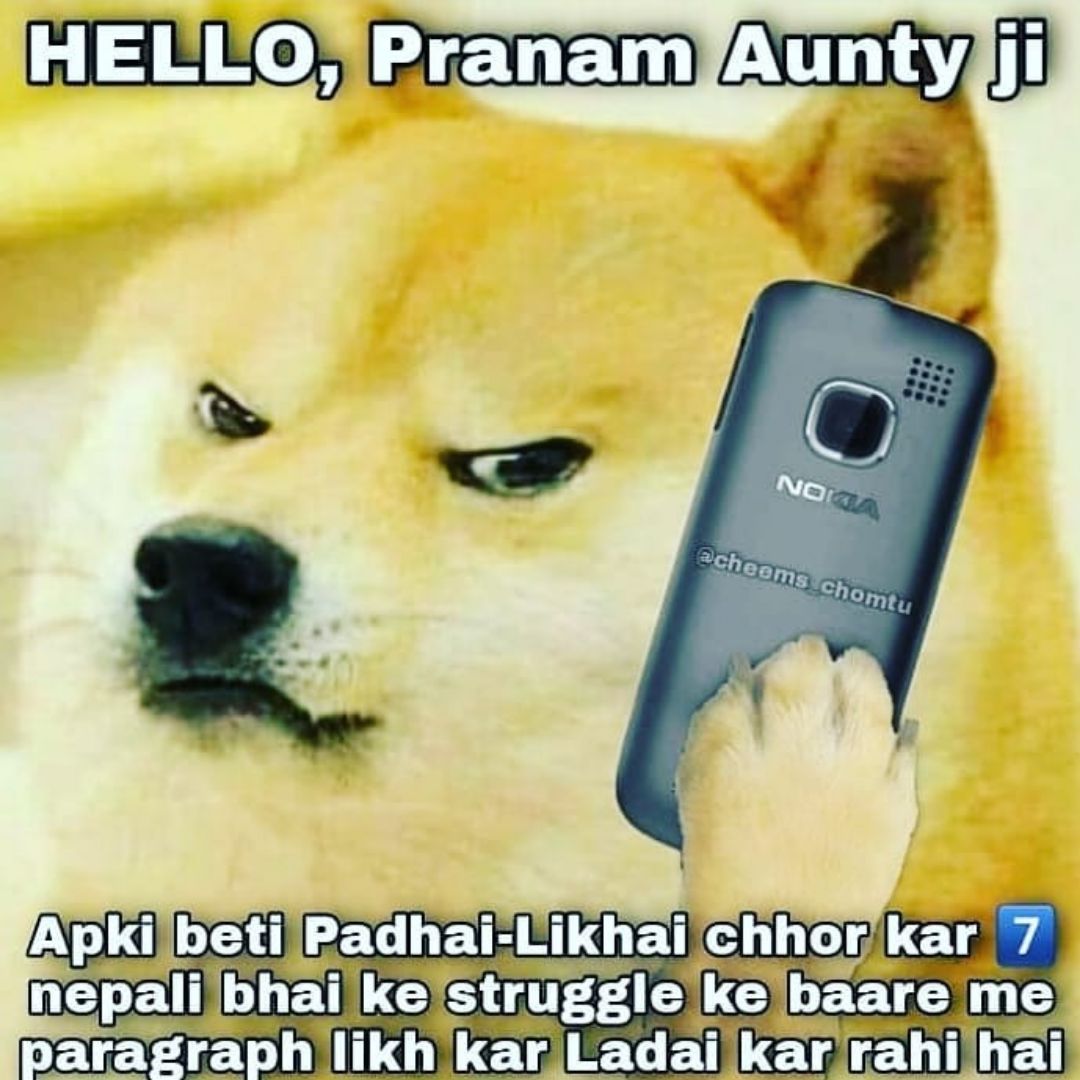 HELLO, Pranam Aunty ji
NOKIA
@cheems_chomtu
Apki beti Padhai-Likhai chhor kar 7️⃣
nepali bhai ke struggle ke baare me
paragraph likh kar Ladai kar rahi hai